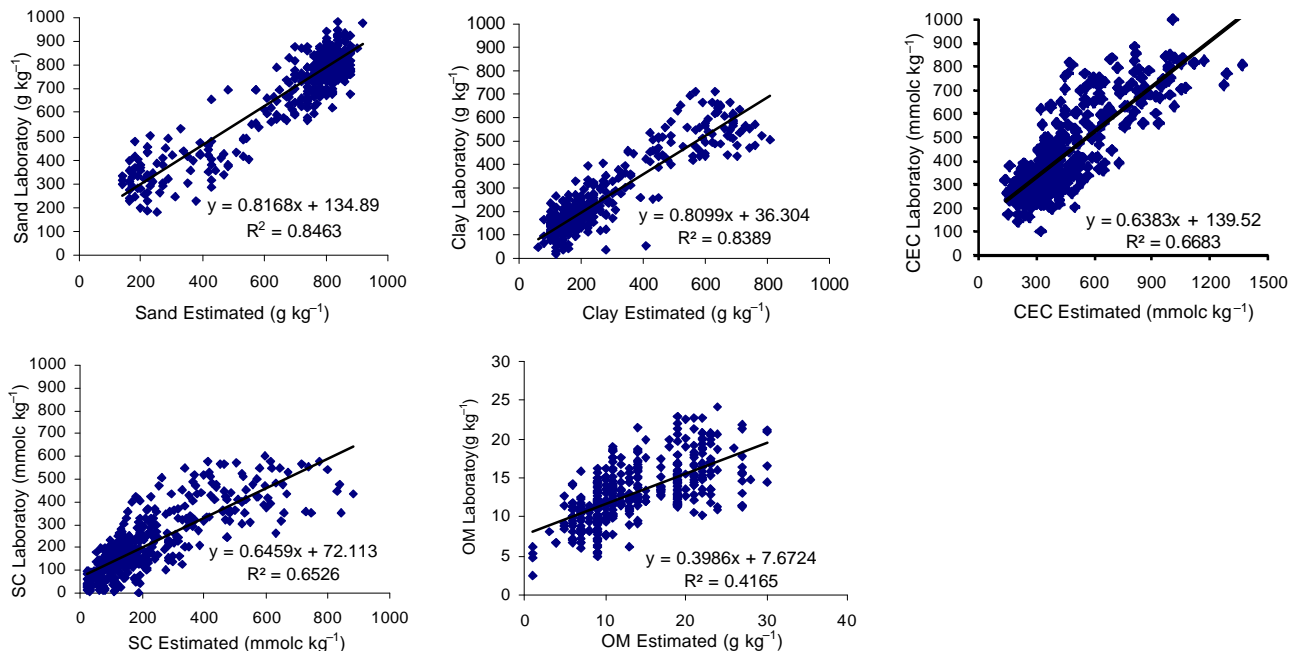 1000
900
800
700
600
500
400
300
200
100
0
Sand Laboratoy (g kg⁻¹)
y = 0.8168x + 134.89
R² = 0.8463
0 200 400 600 800 1000
Sand Estimated (g kg⁻¹)
1000
900
800
700
600
500
400
300
200
100
0
Clay Laboratoy (g kg⁻¹)
y = 0.8099x + 36.304
R² = 0.8389
0 200 400 600 800 1000
Clay Estimated (g kg⁻¹)
1000
900
800
700
600
500
400
300
200
100
0
CEC Laboratoy (mmolc kg⁻¹)
y = 0.6383x + 139.52
R² = 0.6683
0 300 600 900 1200 1500
CEC Estimated (mmolc kg⁻¹)
1000
900
800
700
600
500
400
300
200
100
0
SC Laboratoy (mmolc kg⁻¹)
y = 0.6459x + 72.113
R² = 0.6526
0 200 400 600 800 1000
SC Estimated (mmolc kg⁻¹)
30
25
20
15
10
5
0
OM Laboratoy(g kg⁻¹)
y = 0.3986x + 7.6724
R² = 0.4165
0 10 20 30 40
OM Estimated (g kg⁻¹)